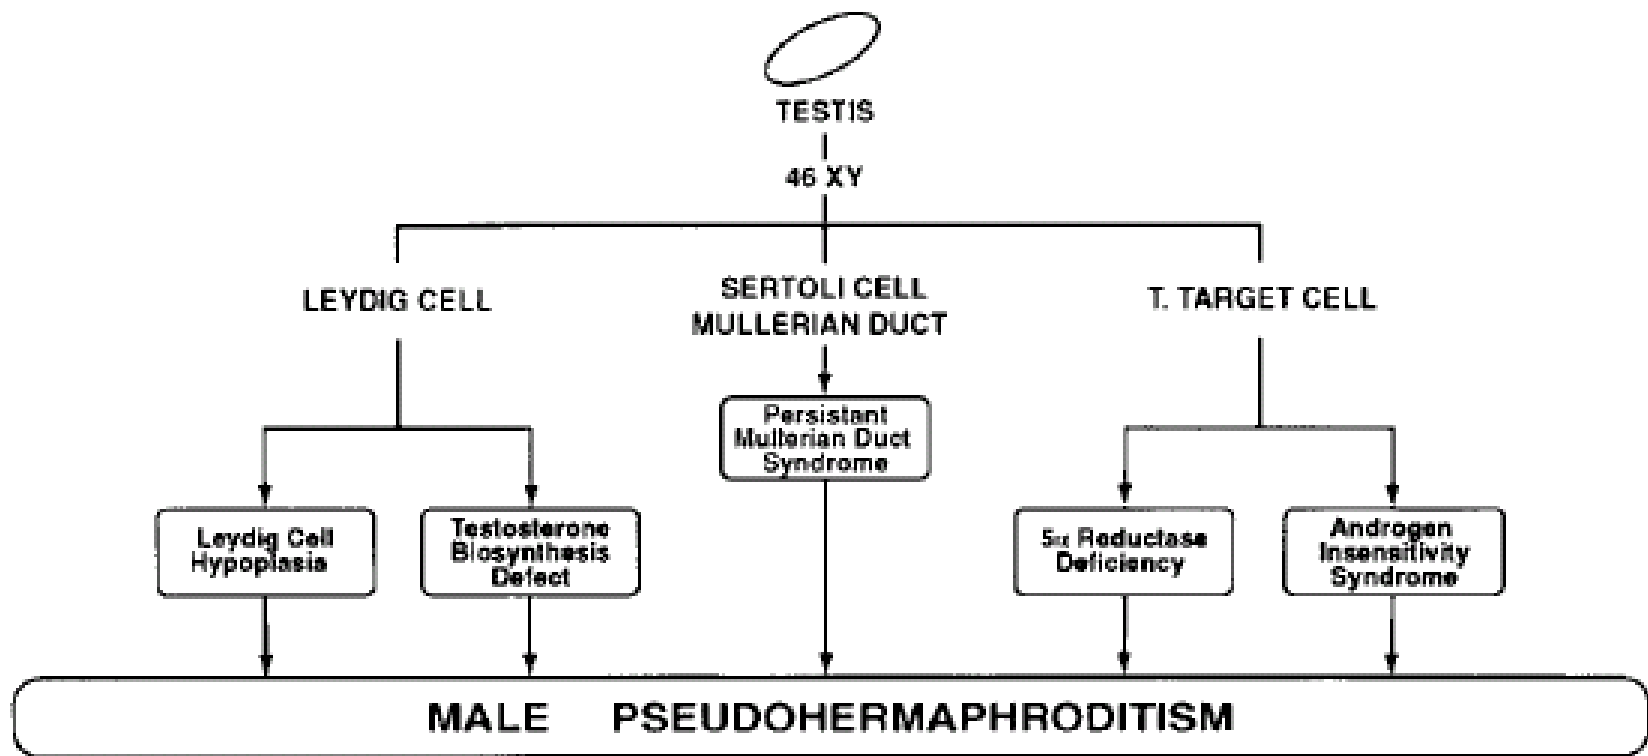 TESTIS
46 XY
LEYDIG CELL
SERTOLI CELL
MULLERIAN DUCT
T. TARGET CELL
Persistant
Mullerian Duct
Syndrome
Leydig Cell
Hypoplasia
Testosterone
Biosynthesis
Defect
5α Reductase
Deficiency
Androgen
Insensitivity
Syndrome
MALE PSEUDOHERMAPHRODITISM